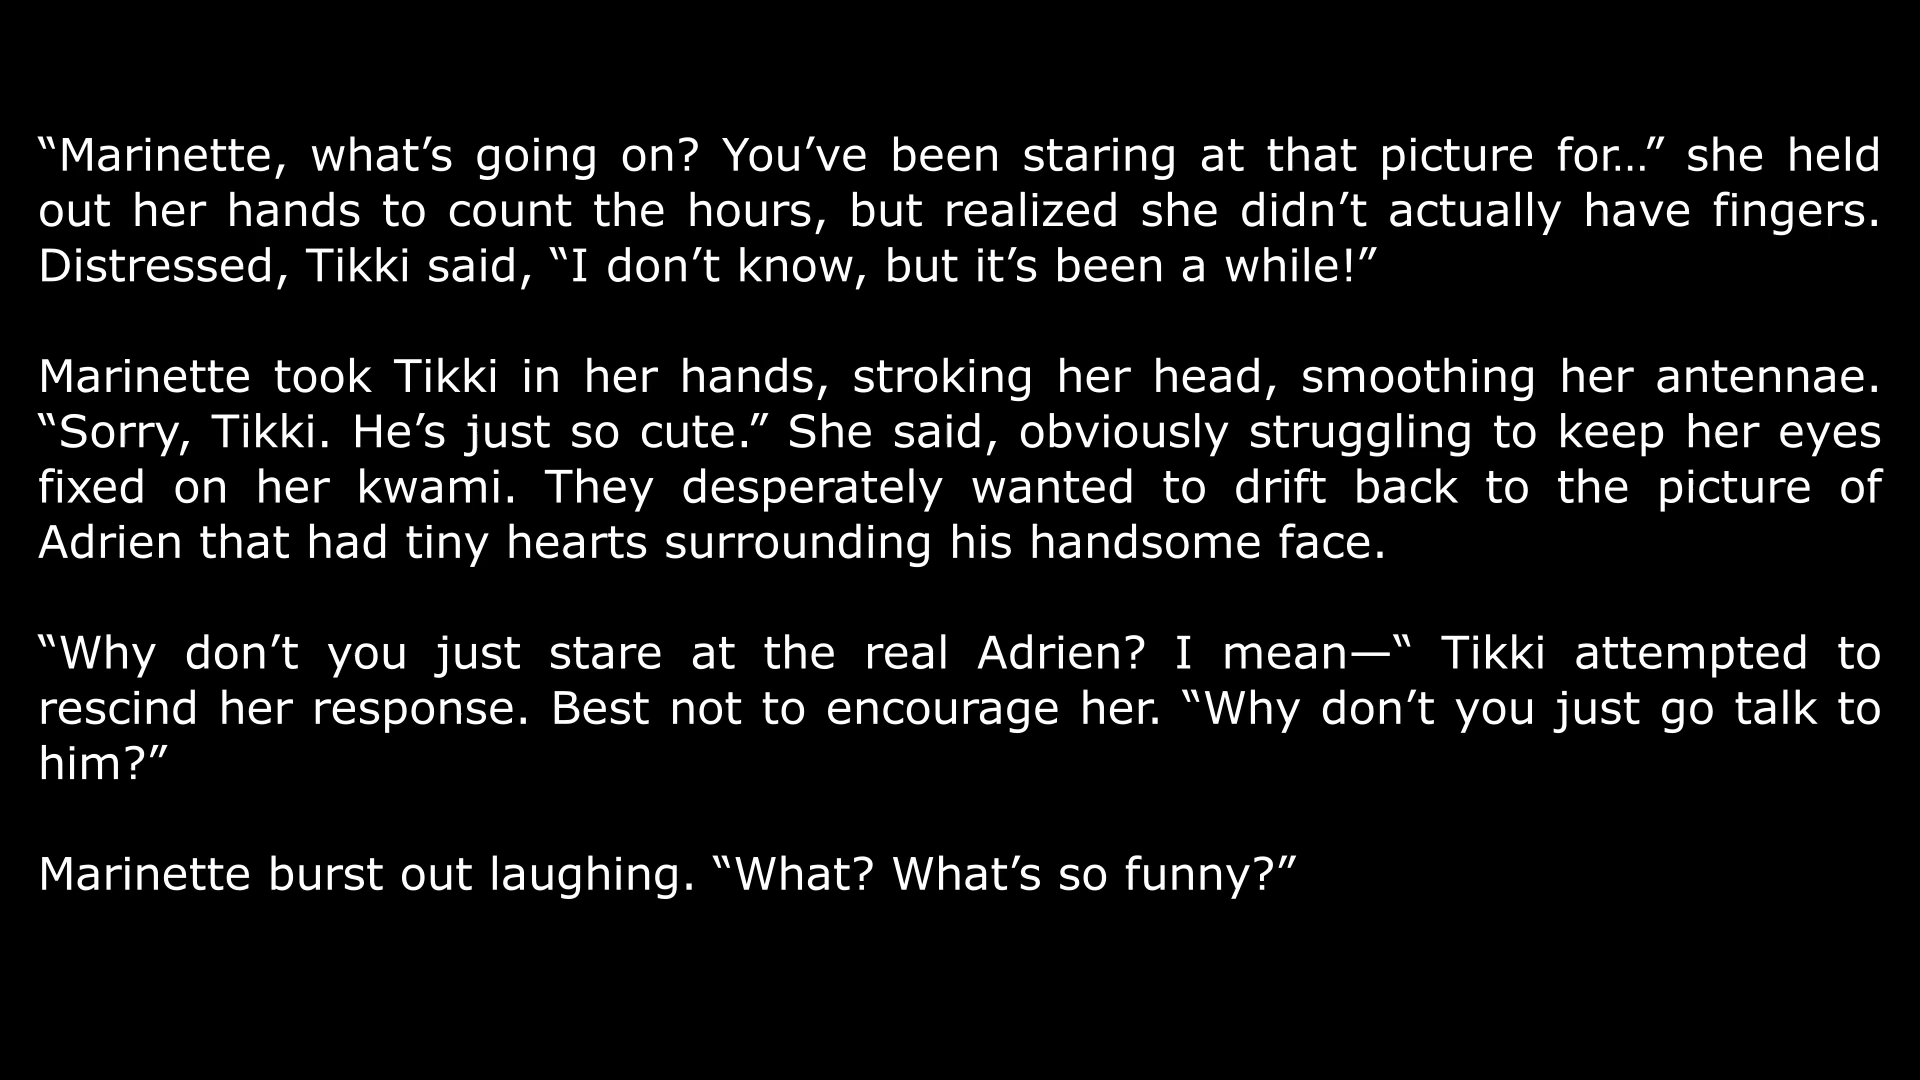 “Marinette, what’s going on? You’ve been staring at that picture for…” she held
out her hands to count the hours, but realized she didn’t actually have fingers.
Distressed, Tikki said, “I don’t know, but it’s been a while!”
Marinette took Tikki in her hands, stroking her head, smoothing her antennae.
“Sorry, Tikki. He’s just so cute.” She said, obviously struggling to keep her eyes
fixed on her kwami. They desperately wanted to drift back to the picture of
Adrien that had tiny hearts surrounding his handsome face.
“Why don’t you just stare at the real Adrien? I mean—“ Tikki attempted to
rescind her response. Best not to encourage her. “Why don’t you just go talk to
him?”
Marinette burst out laughing. “What? What’s so funny?”